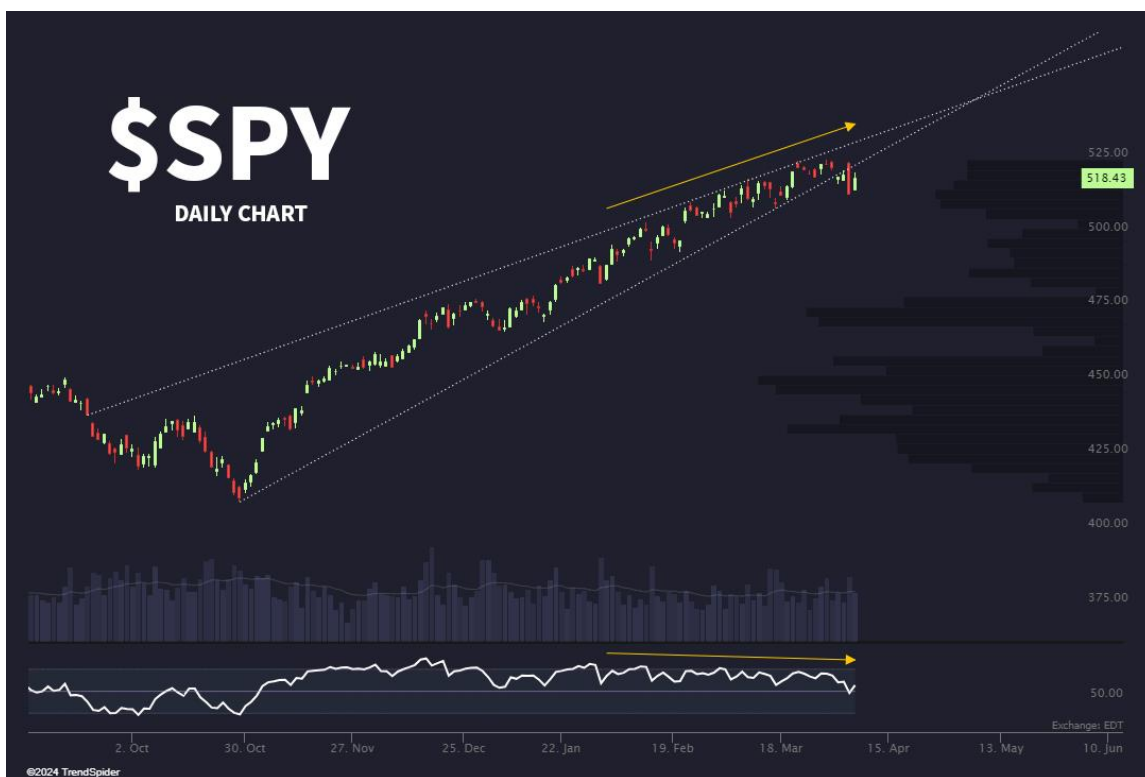 $SPY
DAILY CHART
525.00
518.43
500.00
475.00
450.00
425.00
400.00
375.00
50.00
Exchange: EDT
2. Oct 30. Oct 27. Nov 25. Dec 22. Jan 19. Feb 18. Mar 15. Apr 13. May 10. Jun
©2024 TrendSpider